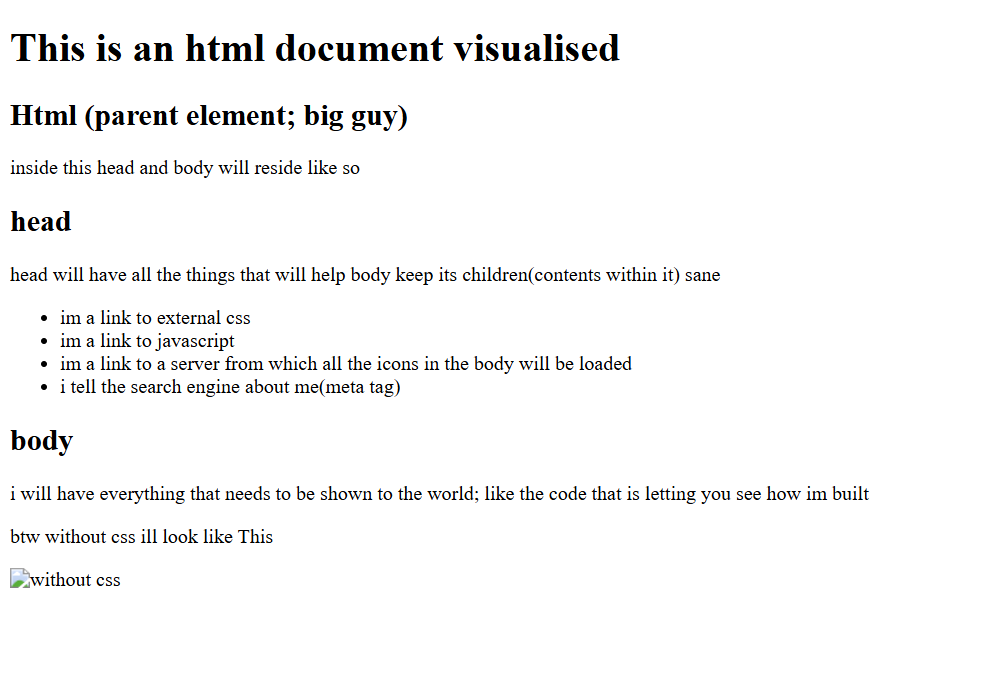 This is an html document visualised
Html (parent element; big guy)
inside this head and body will reside like so
head
head will have all the things that will help body keep its children(contents within it) sane
im a link to external css
im a link to javascript
im a link to a server from which all the icons in the body will be loaded
i tell the search engine about me(meta tag)
body
i will have everything that needs to be shown to the world; like the code that is letting you see how im built
btw without css ill look like This
without css